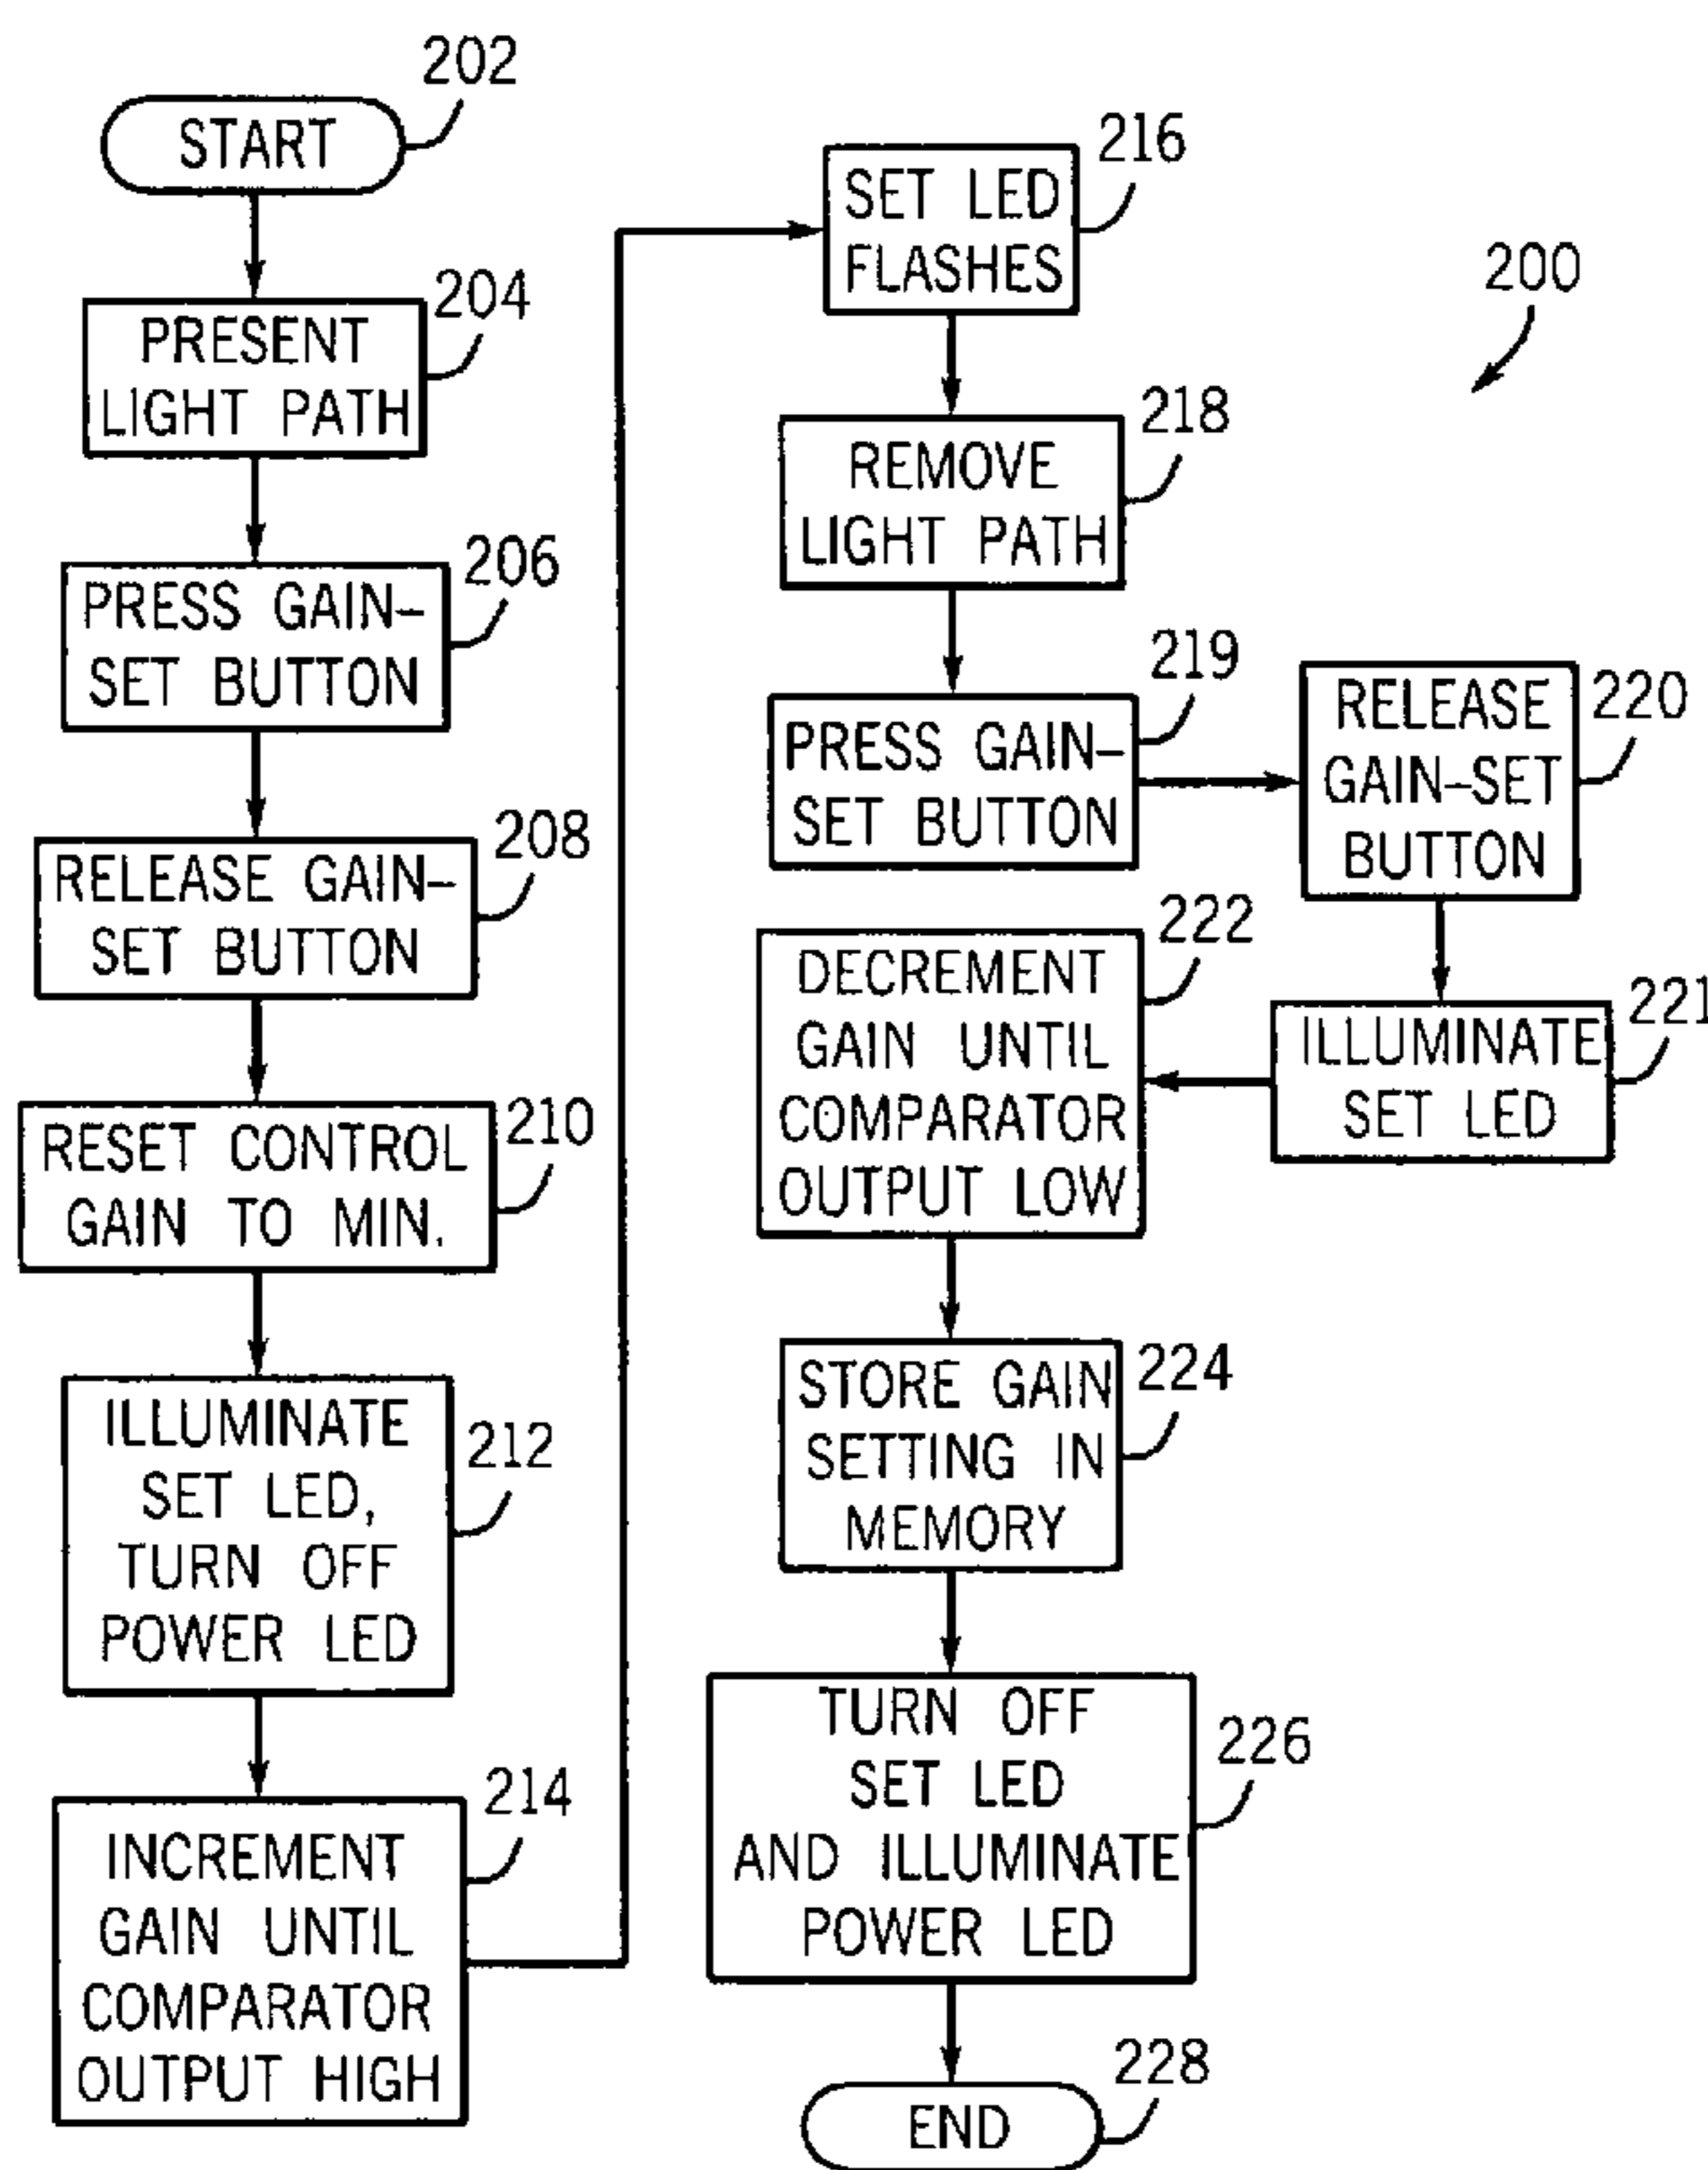 202
START
204
PRESENT
LIGHT PATH
206
PRESS GAIN–
SET BUTTON
208
RELEASE GAIN–
SET BUTTON
210
RESET CONTROL
GAIN TO MIN.
212
ILLUMINATE
SET LED,
TURN OFF
POWER LED
214
INCREMENT
GAIN UNTIL
COMPARATOR
OUTPUT HIGH
216
SET LED
FLASHES
200
218
REMOVE
LIGHT PATH
219
PRESS GAIN–
SET BUTTON
220
RELEASE
GAIN–SET
BUTTON
221
ILLUMINATE
SET LED
222
DECREMENT
GAIN UNTIL
COMPARATOR
OUTPUT LOW
224
STORE GAIN
SETTING IN
MEMORY
226
TURN OFF
SET LED
AND ILLUMINATE
POWER LED
228
END